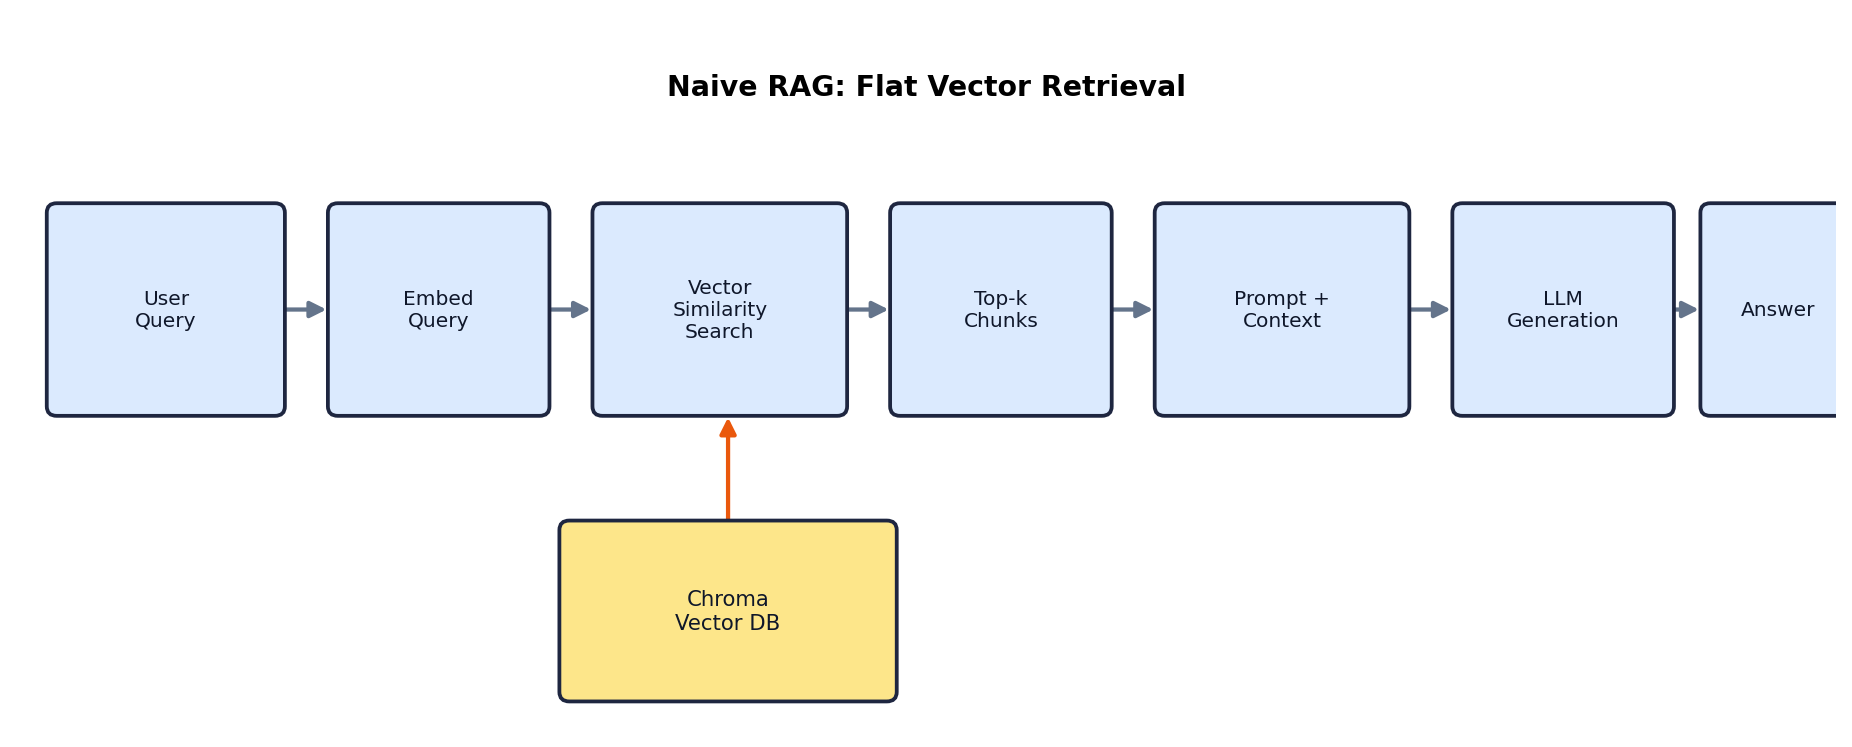 Naive RAG: Flat Vector Retrieval
User
Query
Embed
Query
Vector
Similarity
Search
Top-k
Chunks
Prompt +
Context
LLM
Generation
Answer
Chroma
Vector DB